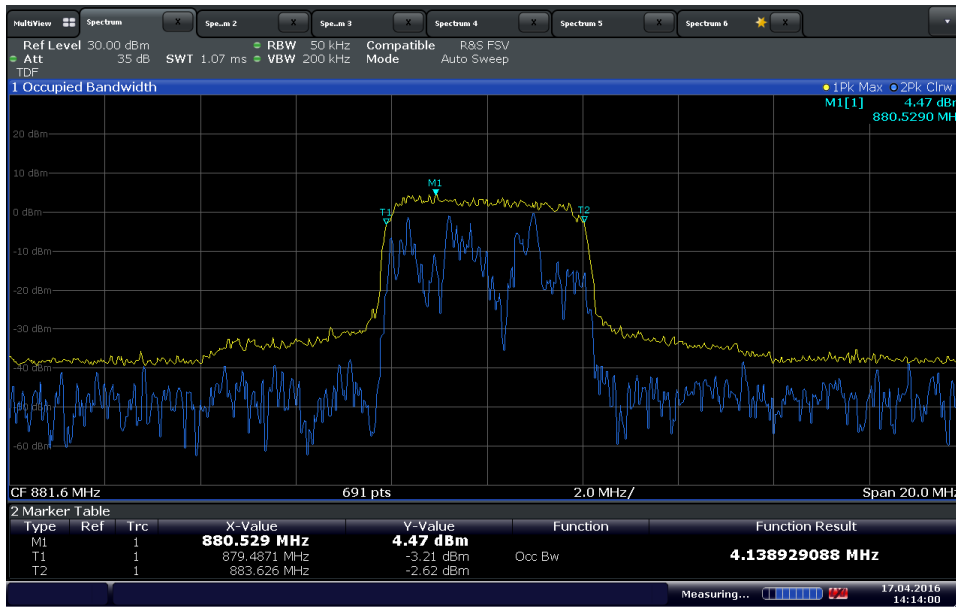 MultiView Spectrum X Spe..m 2 X Spe..m 3 X Spectrum 4 X Spectrum 5 X Spectrum 6 X
Ref Level 30.00 dBm RBW 50 kHz Compatible R&S FSV
Att 35 dB SWT 1.07 ms VBW 200 kHz Mode Auto Sweep
TDF
1 Occupied Bandwidth 1Pk Max 2Pk Clrw
M1[1] 4.47 dBr
880.5290 MH
20 dBm
10 dBm
M1
0 dBm T1 T2
-10 dBm
-20 dBm
-30 dBm
-40 dBm
-60 dBm
CF 881.6 MHz 691 pts 2.0 MHz/ Span 20.0 MH
2 Marker Table
Type Ref Trc X-Value Y-Value Function Function Result
M1 1 880.529 MHz 4.47 dBm
T1 1 879.4871 MHz -3.21 dBm Occ Bw 4.138929088 MHz
T2 1 883.626 MHz -2.62 dBm
Measuring... 17.04.2016
14:14:00